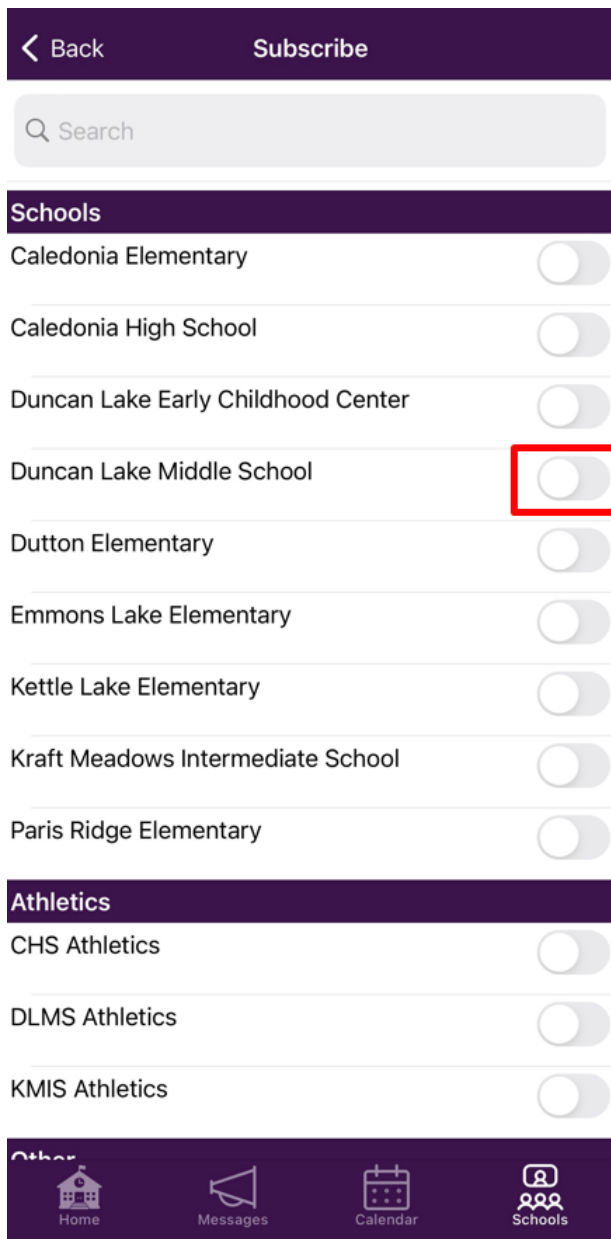 Back Subscribe
Search
Schools
Caledonia Elementary
Caledonia High School
Duncan Lake Early Childhood Center
Duncan Lake Middle School
Dutton Elementary
Emmons Lake Elementary
Kettle Lake Elementary
Kraft Meadows Intermediate School
Paris Ridge Elementary
Athletics
CHS Athletics
DLMS Athletics
KMIS Athletics
Other
Home Messages Calendar Schools